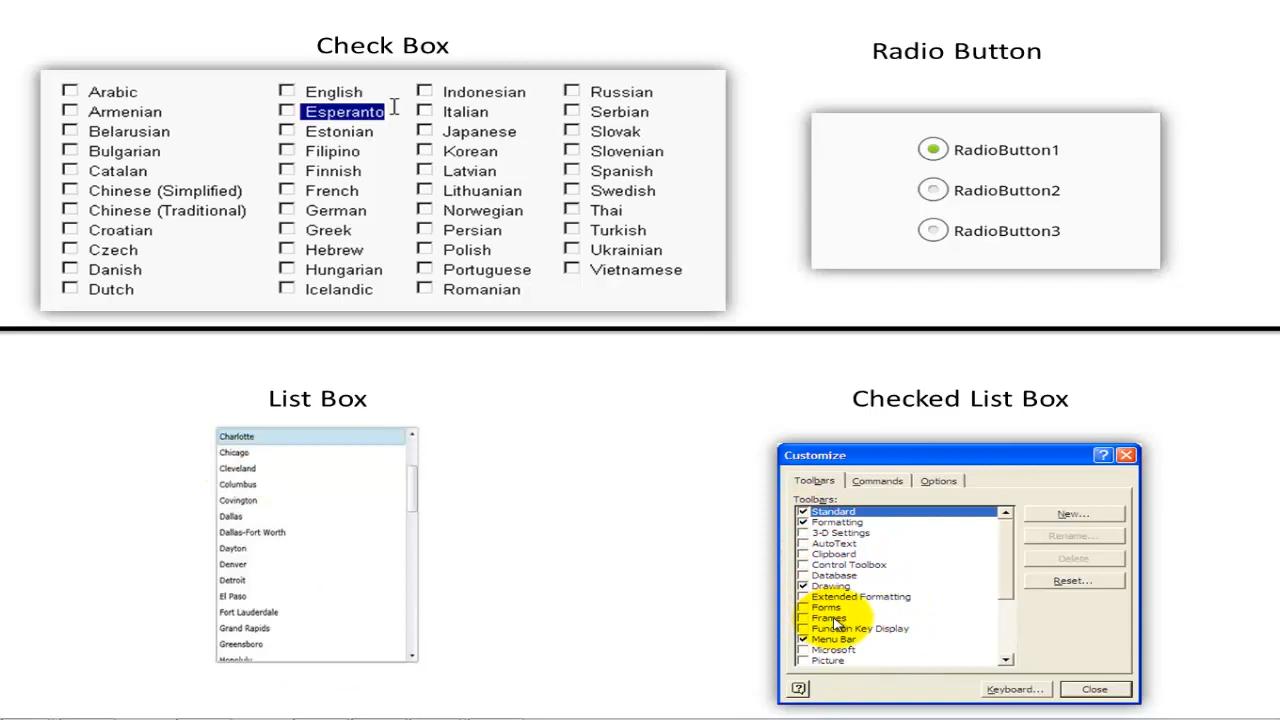 Check Box
Arabic
Armenian
Belarusian
Bulgarian
Catalan
Chinese (Simplified)
Chinese (Traditional)
Croatian
Czech
Danish
Dutch
English
Esperanto
Estonian
Filipino
Finnish
French
German
Greek
Hebrew
Hungarian
Icelandic
Indonesian
Italian
Japanese
Korean
Latvian
Lithuanian
Norwegian
Persian
Polish
Portuguese
Romanian
Russian
Serbian
Slovak
Slovenian
Spanish
Swedish
Thai
Turkish
Ukrainian
Vietnamese
Radio Button
RadioButton1
RadioButton2
RadioButton3
List Box
Charlotte
Chicago
Cleveland
Columbus
Covington
Dallas
Dallas-Fort Worth
Dayton
Denver
Detroit
El Paso
Fort Lauderdale
Grand Rapids
Greensboro
Honolulu
Checked List Box
Customize
Toolbars Commands Options
Toolbars:
Standard
Formatting
3-D Settings
AutoText
Clipboard
Control Toolbox
Database
Drawing
Extended Formatting
Forms
Frames
Function Key Display
Menu Bar
Microsoft
Picture
New...
Rename...
Delete
Reset...
Keyboard... Close